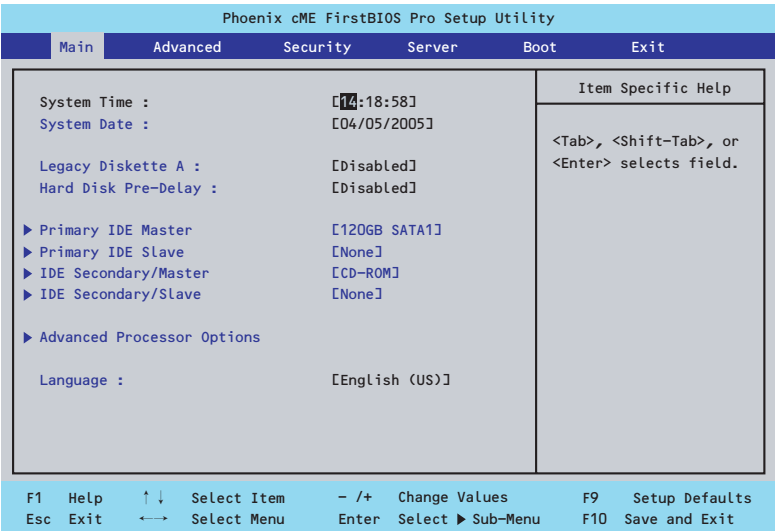 Phoenix cME FirstBIOS Pro Setup Utility
Main Advanced Security Server Boot Exit
Item Specific Help
System Time : [14:18:58]
System Date : [04/05/2005]
<Tab>, <Shift-Tab>, or
<Enter> selects field.
Legacy Diskette A : [Disabled]
Hard Disk Pre-Delay : [Disabled]
▶ Primary IDE Master [120GB SATA1]
▶ Primary IDE Slave [None]
▶ IDE Secondary/Master [CD-ROM]
▶ IDE Secondary/Slave [None]
▶ Advanced Processor Options
Language : [English (US)]
F1 Help ↑↓ Select Item - /+ Change Values F9 Setup Defaults
Esc Exit ←→ Select Menu Enter Select ▶ Sub-Menu F10 Save and Exit